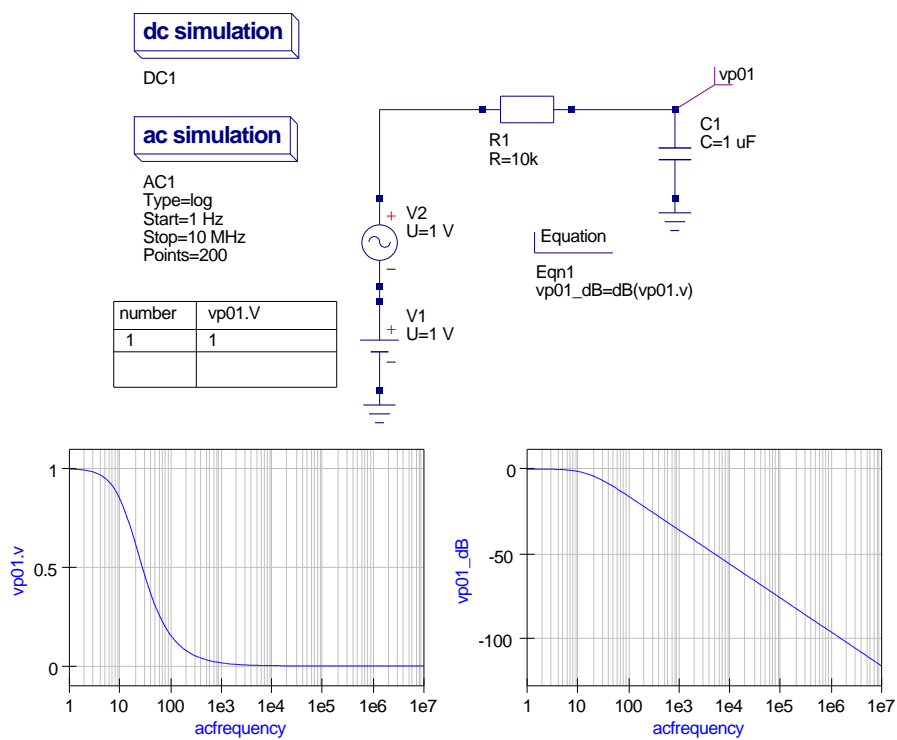 dc simulation
DC1
ac simulation
AC1
Type=log
Start=1 Hz
Stop=10 MHz
Points=200
vp01
R1
R=10k
C1
C=1 uF
+
V2
U=1 V
−
+
V1
U=1 V
−
Equation
Eqn1
vp01_dB=dB(vp01.v)
number vp01.V
1 1
1
0.5
0
vp01.v
1 10 100 1e3 1e4 1e5 1e6 1e7
acfrequency
0
-50
-100
vp01_dB
1 10 100 1e3 1e4 1e5 1e6 1e7
acfrequency